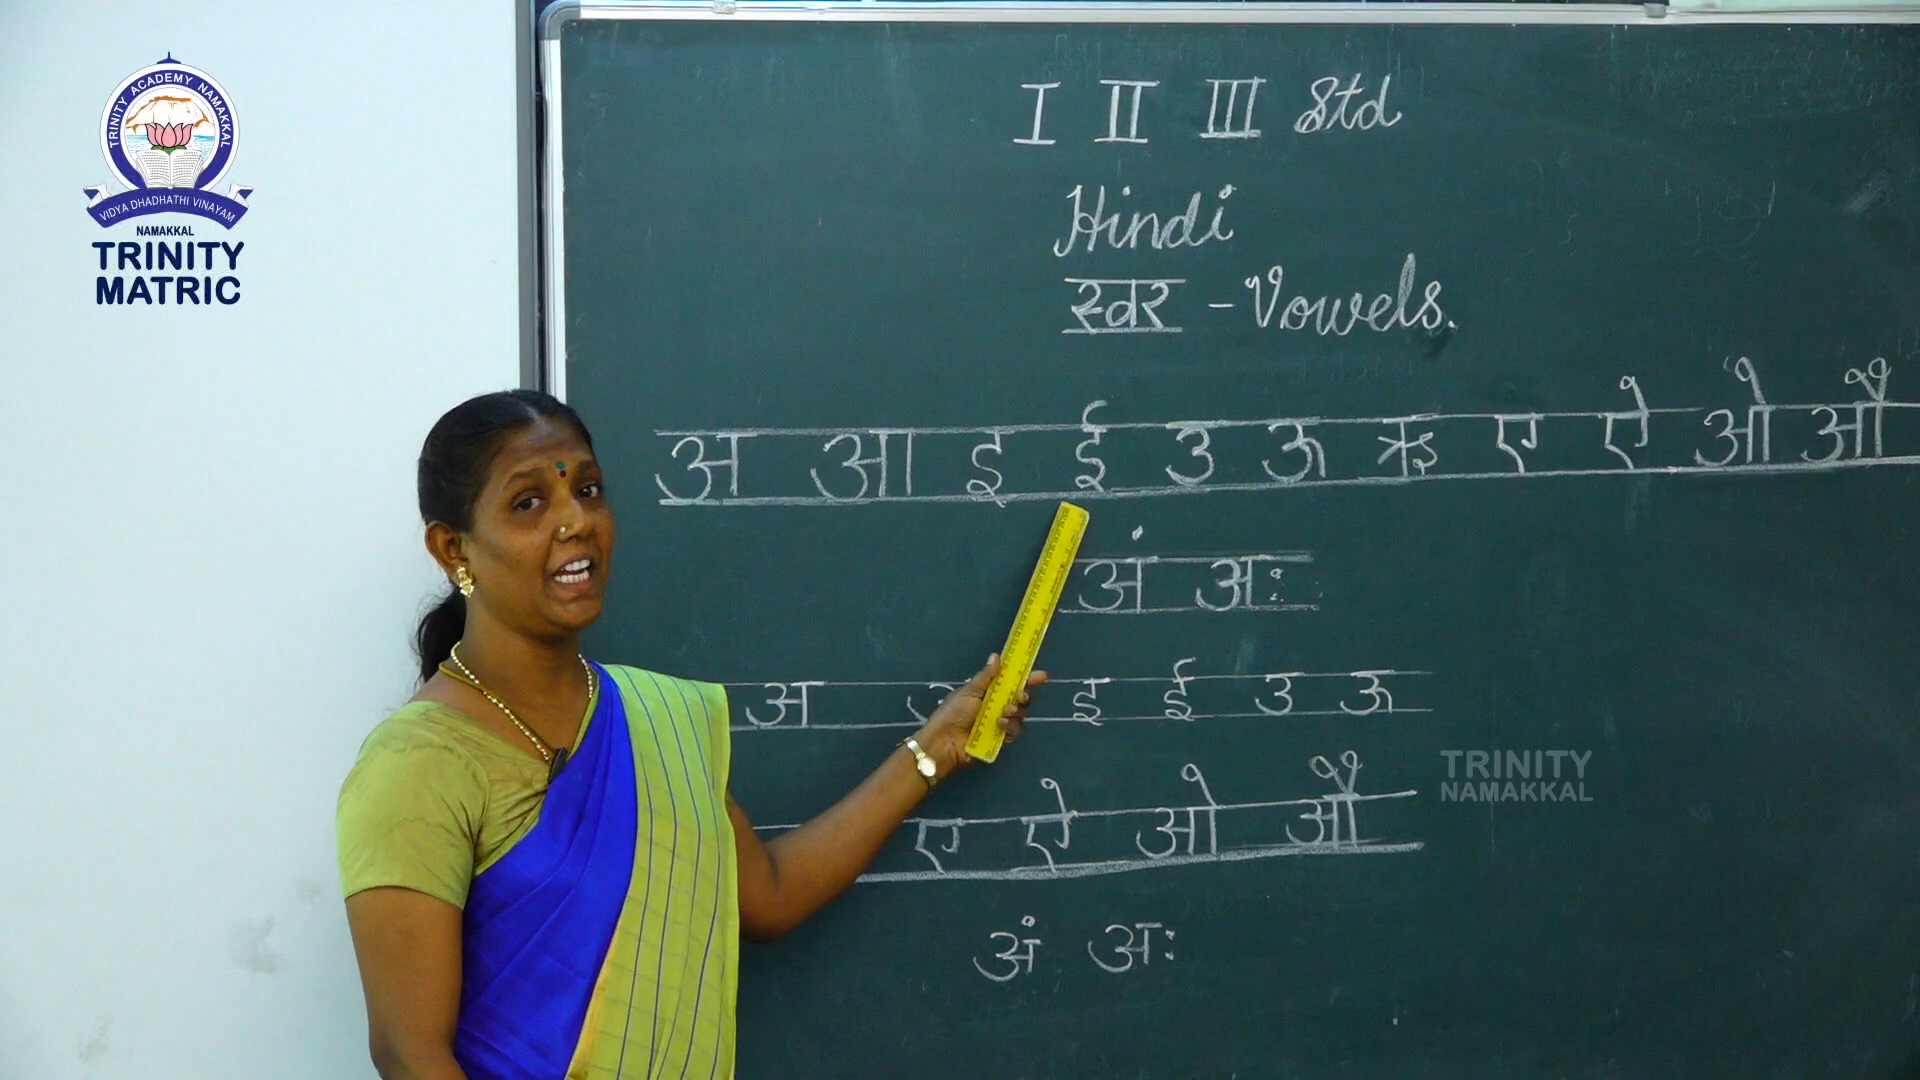 TRINITY ACADEMY NAMAKKAL
VIDYA DHADHATHI VINAYAM
NAMAKKAL
TRINITY
MATRIC
I II III Std
Hindi
स्वर - Vowels.
अ आ इ ई उ ऊ ऋ ए ऐ ओ औ
अं अः
अ इ ई उ ऊ
ए ऐ ओ औ
अं अः
TRINITY
NAMAKKAL